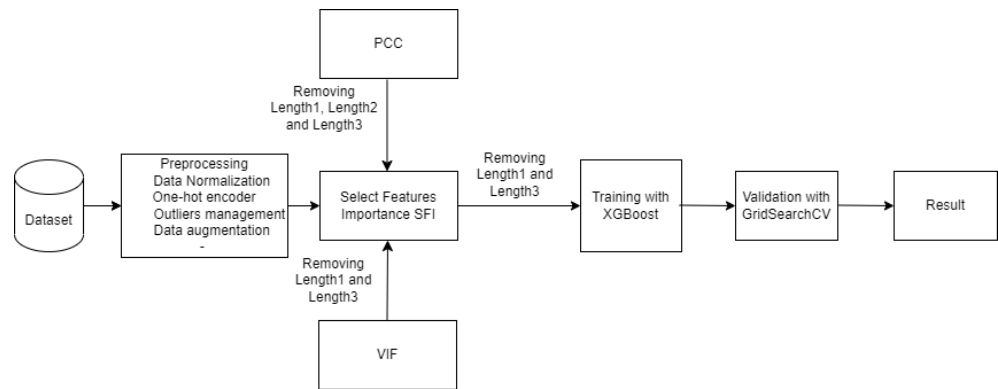 PCC
Removing
Length1, Length2
and Length3
Dataset
Preprocessing
Data Normalization
One-hot encoder
Outliers management
Data augmentation
-
Select Features
Importance SFI
Removing
Length1 and
Length3
Training with
XGBoost
Validation with
GridSearchCV
Result
Removing
Length1 and
Length3
VIF